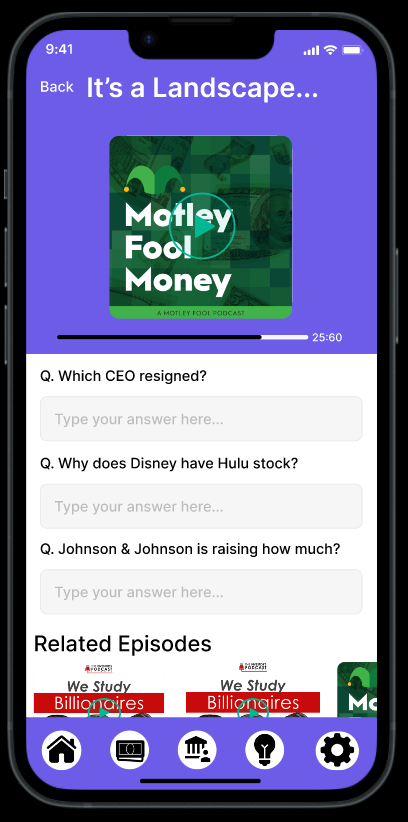 9:41
Back It's a Landscape...
Motley
Fool
Money
A MOTLEY FOOL PODCAST
25:60
Q. Which CEO resigned?
Type your answer here...
Q. Why does Disney have Hulu stock?
Type your answer here...
Q. Johnson & Johnson is raising how much?
Type your answer here...
Related Episodes
PODCAST
We Study
Billionaires
PODCAST
We Study
Billionaires
Mo